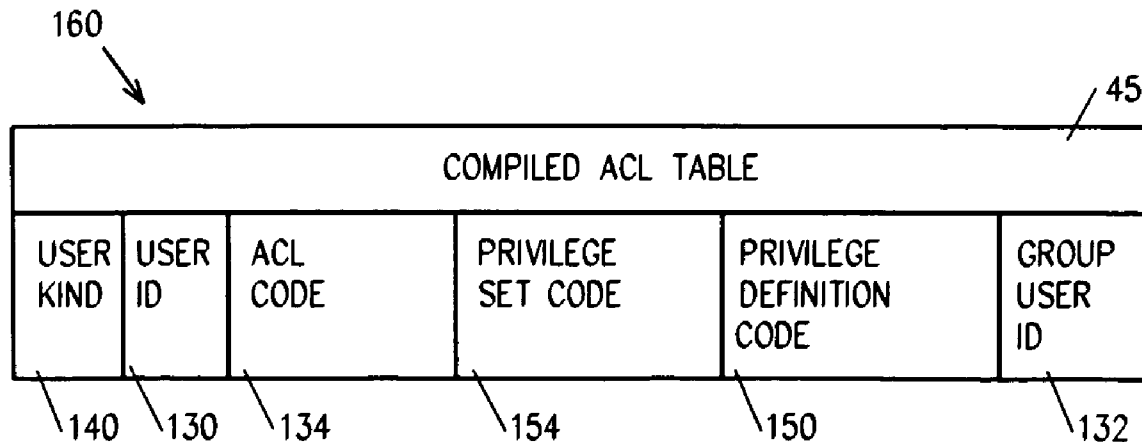 160
45
COMPILED ACL TABLE
USER KIND
USER ID
ACL CODE
PRIVILEGE SET CODE
PRIVILEGE DEFINITION CODE
GROUP USER ID
140
130
134
154
150
132